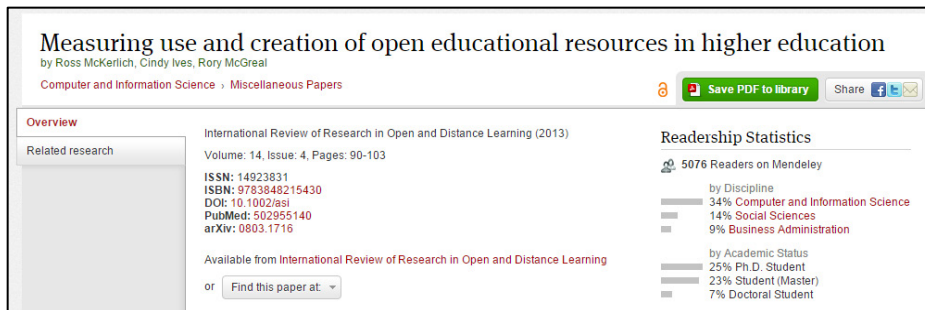 Measuring use and creation of open educational resources in higher education
by Ross McKerlich, Cindy Ives, Rory McGreal
Computer and Information Science › Miscellaneous Papers
Save PDF to library
Share
Overview
Related research
International Review of Research in Open and Distance Learning (2013)
Volume: 14, Issue: 4, Pages: 90-103
ISSN: 14923831
ISBN: 9783848215430
DOI: 10.1002/asi
PubMed: 502955140
arXiv: 0803.1716
Available from International Review of Research in Open and Distance Learning
or Find this paper at:
Readership Statistics
5076 Readers on Mendeley
by Discipline
34% Computer and Information Science
14% Social Sciences
9% Business Administration
by Academic Status
25% Ph.D. Student
23% Student (Master)
7% Doctoral Student